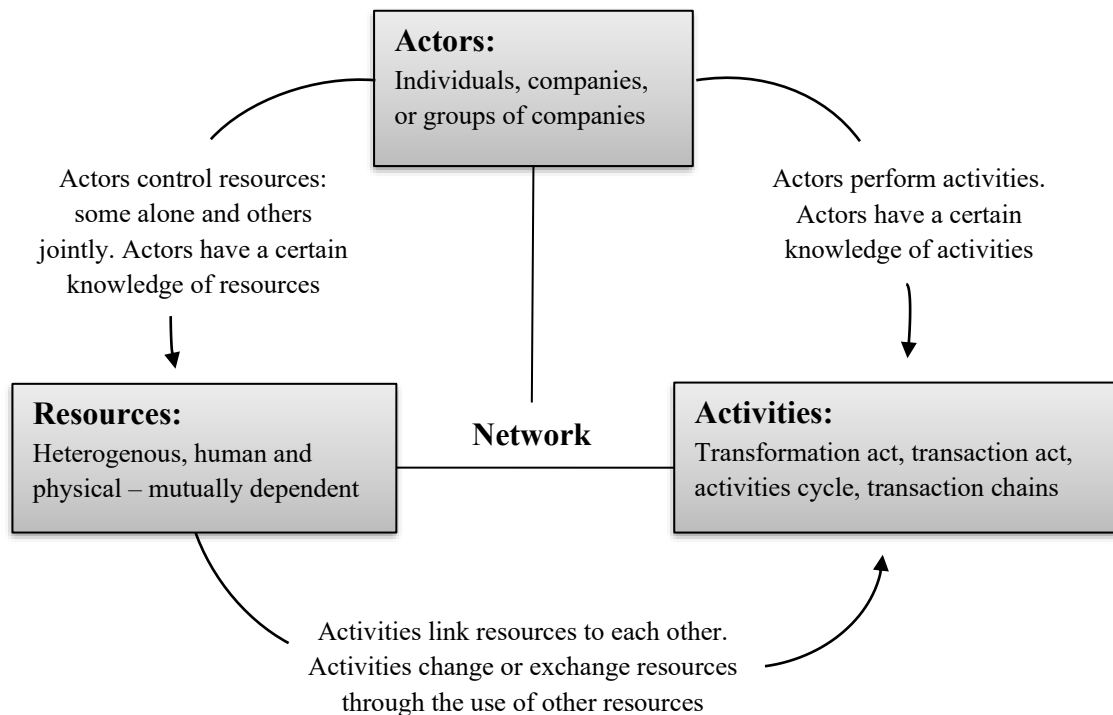 Actors:
Individuals, companies,
or groups of companies
Actors control resources:
some alone and others
jointly. Actors have a certain
knowledge of resources
Actors perform activities.
Actors have a certain
knowledge of activities
Resources:
Heterogenous, human and
physical – mutually dependent
Network
Activities:
Transformation act, transaction act,
activities cycle, transaction chains
Activities link resources to each other.
Activities change or exchange resources
through the use of other resources